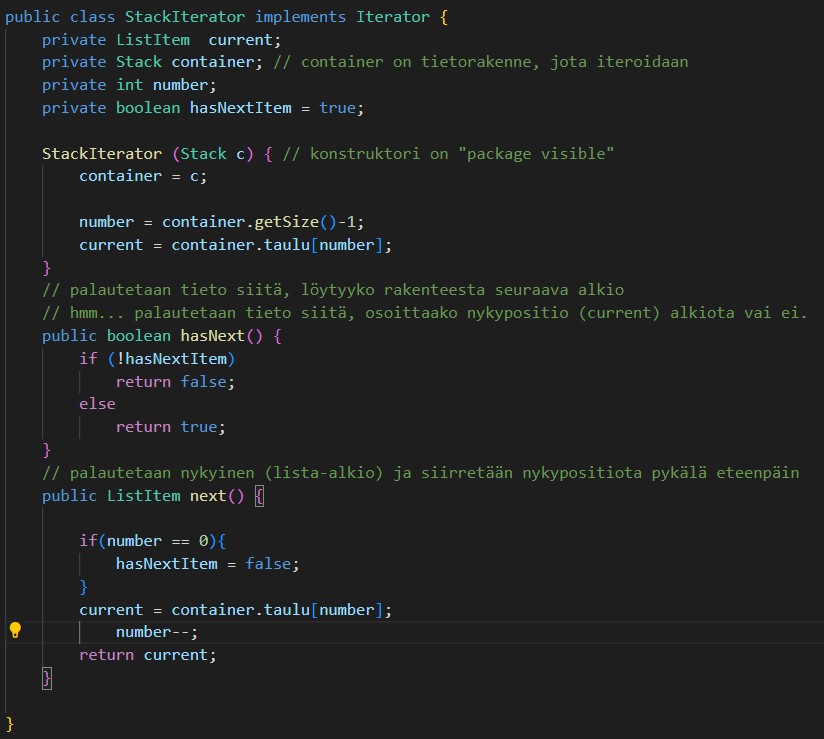 public class StackIterator implements Iterator {
    private ListItem  current;
    private Stack container; // container on tietorakenne, jota iteroidaan
    private int number;
    private boolean hasNextItem = true;

    StackIterator (Stack c) { // konstruktori on "package visible"
        container = c;

        number = container.getSize()-1;
        current = container.taulu[number];
    }
    // palautetaan tieto siitä, löytyyko rakenteesta seuraava alkio
    // hmm... palautetaan tieto siitä, osoittaako nykypositio (current) alkiota vai ei.
    public boolean hasNext() {
        if (!hasNextItem)
            return false;
        else
            return true;
    }
    // palautetaan nykyinen (lista-alkio) ja siirretään nykypositiota pykälä eteenpäin
    public ListItem next() {

        if(number == 0){
            hasNextItem = false;
        }
        current = container.taulu[number];
            number--;
        return current;
    }

}